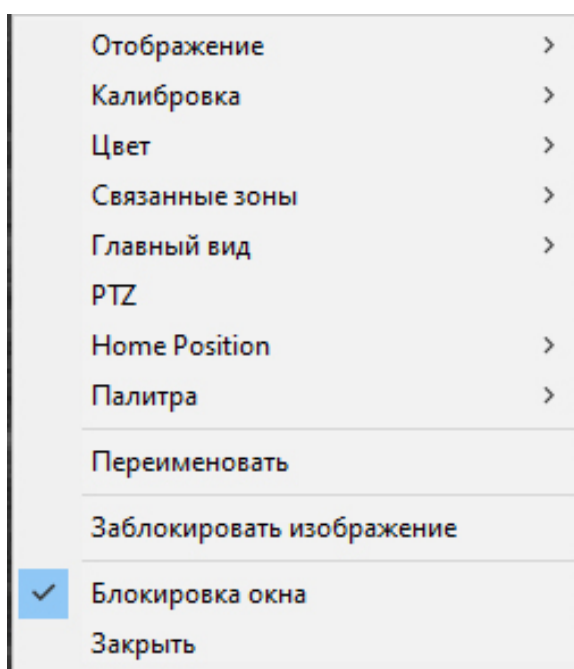 Отображение
Калибровка
Цвет
Связанные зоны
Главный вид
PTZ
Home Position
Палитра
Переименовать
Заблокировать изображение
Блокировка окна
Закрыть